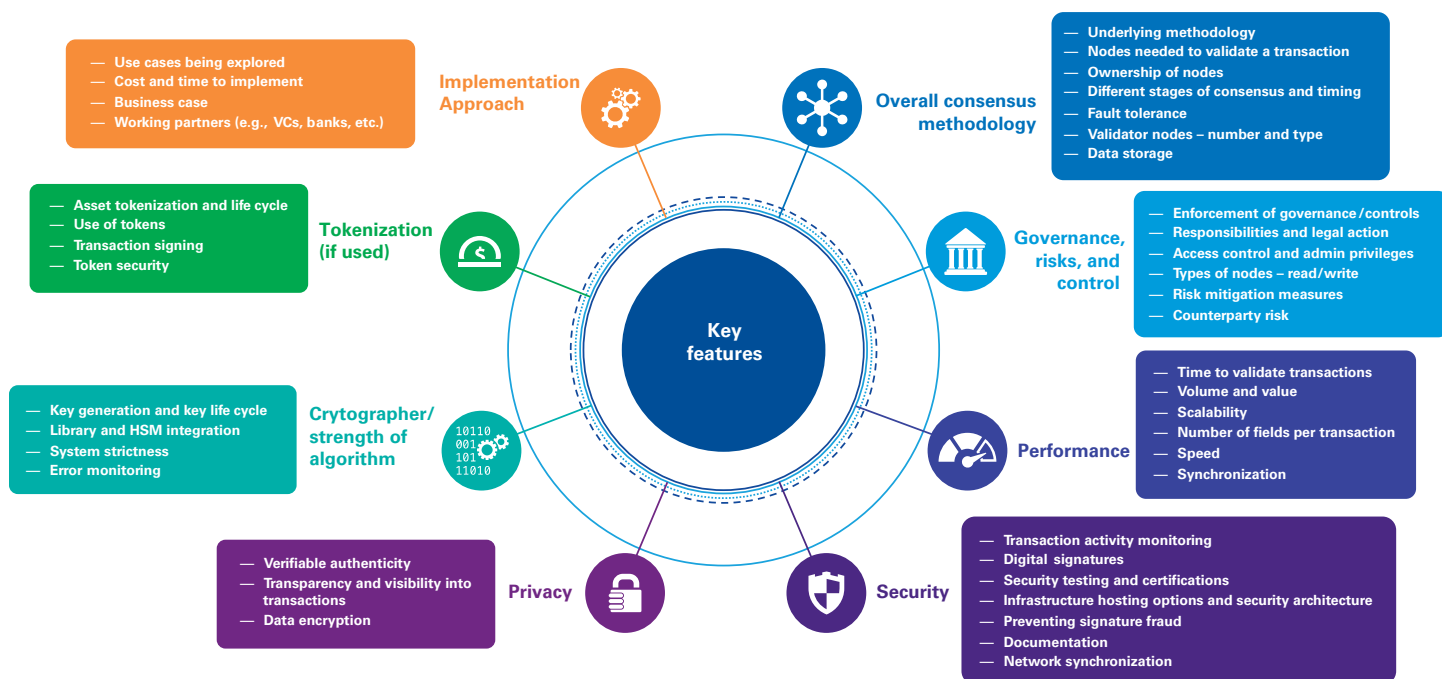 — Use cases being explored
— Cost and time to implement
— Business case
— Working partners (e.g., VCs, banks, etc.)
Implementation
Approach
Overall consensus
methodology
— Underlying methodology
— Nodes needed to validate a transaction
— Ownership of nodes
— Different stages of consensus and timing
— Fault tolerance
— Validator nodes – number and type
— Data storage
— Asset tokenization and life cycle
— Use of tokens
— Transaction signing
— Token security
Tokenization
(if used)
$
Governance,
risks, and
control
— Enforcement of governance/controls
— Responsibilities and legal action
— Access control and admin privileges
— Types of nodes – read/write
— Risk mitigation measures
— Counterparty risk
Key
features
— Key generation and key life cycle
— Library and HSM integration
— System strictness
— Error monitoring
Crytographer/
strength of
algorithm
10110
001
101
11010
Performance
— Time to validate transactions
— Volume and value
— Scalability
— Number of fields per transaction
— Speed
— Synchronization
— Verifiable authenticity
— Transparency and visibility into
transactions
— Data encryption
Privacy
Security
— Transaction activity monitoring
— Digital signatures
— Security testing and certifications
— Infrastructure hosting options and security architecture
— Preventing signature fraud
— Documentation
— Network synchronization